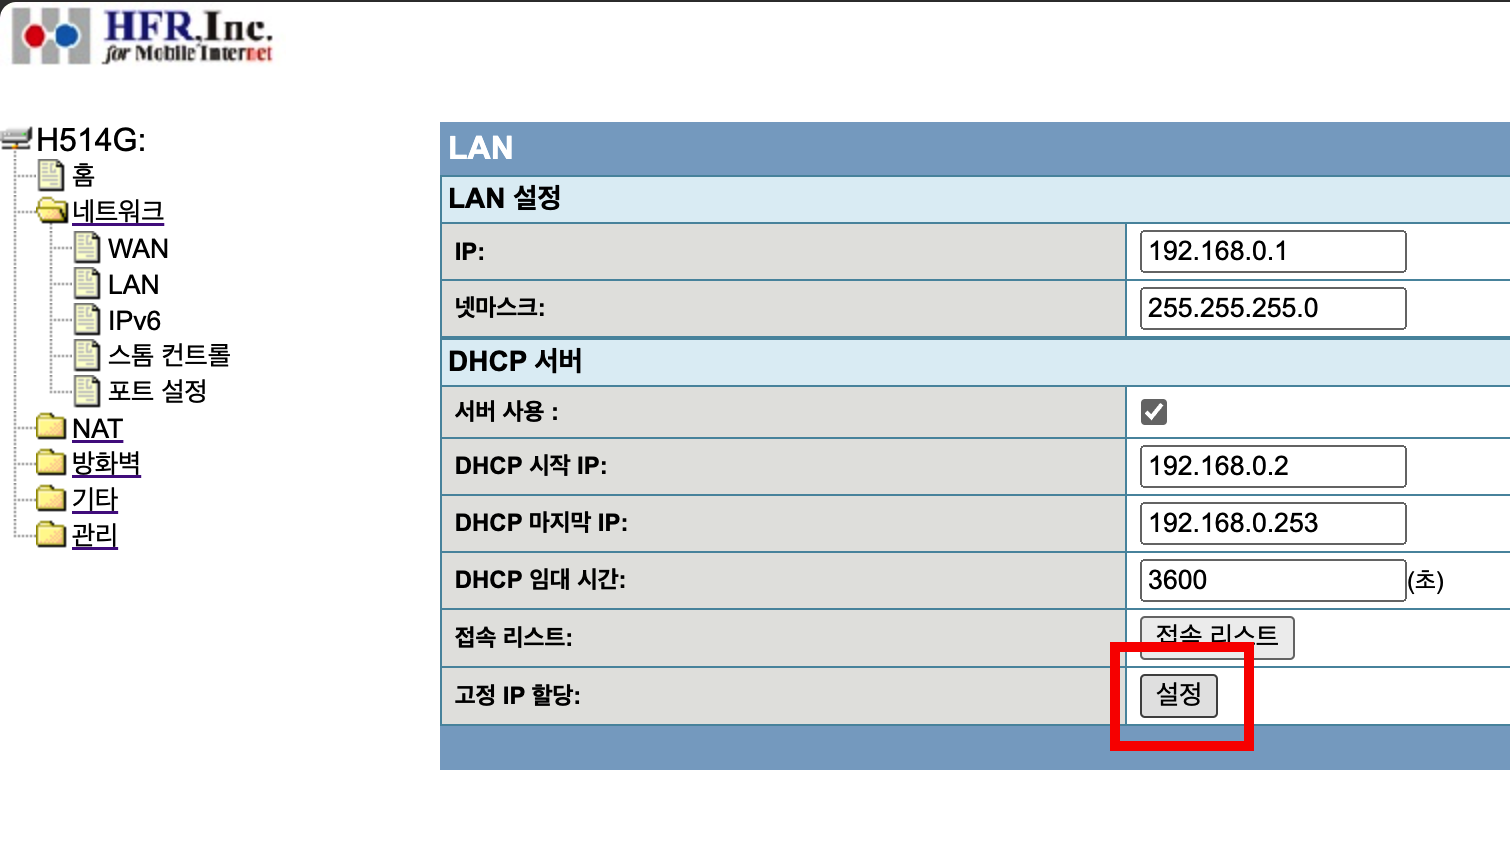 HFR,Inc.
for Mobile Internet
H514G:
홈
네트워크
WAN
LAN
IPv6
스톰 컨트롤
포트 설정
NAT
방화벽
기타
관리
LAN
LAN 설정
IP: 192.168.0.1
넷마스크: 255.255.255.0
DHCP 서버
서버 사용 :
DHCP 시작 IP: 192.168.0.2
DHCP 마지막 IP: 192.168.0.253
DHCP 임대 시간: 3600 (초)
접속 리스트: 접속 리스트
고정 IP 할당: 설정